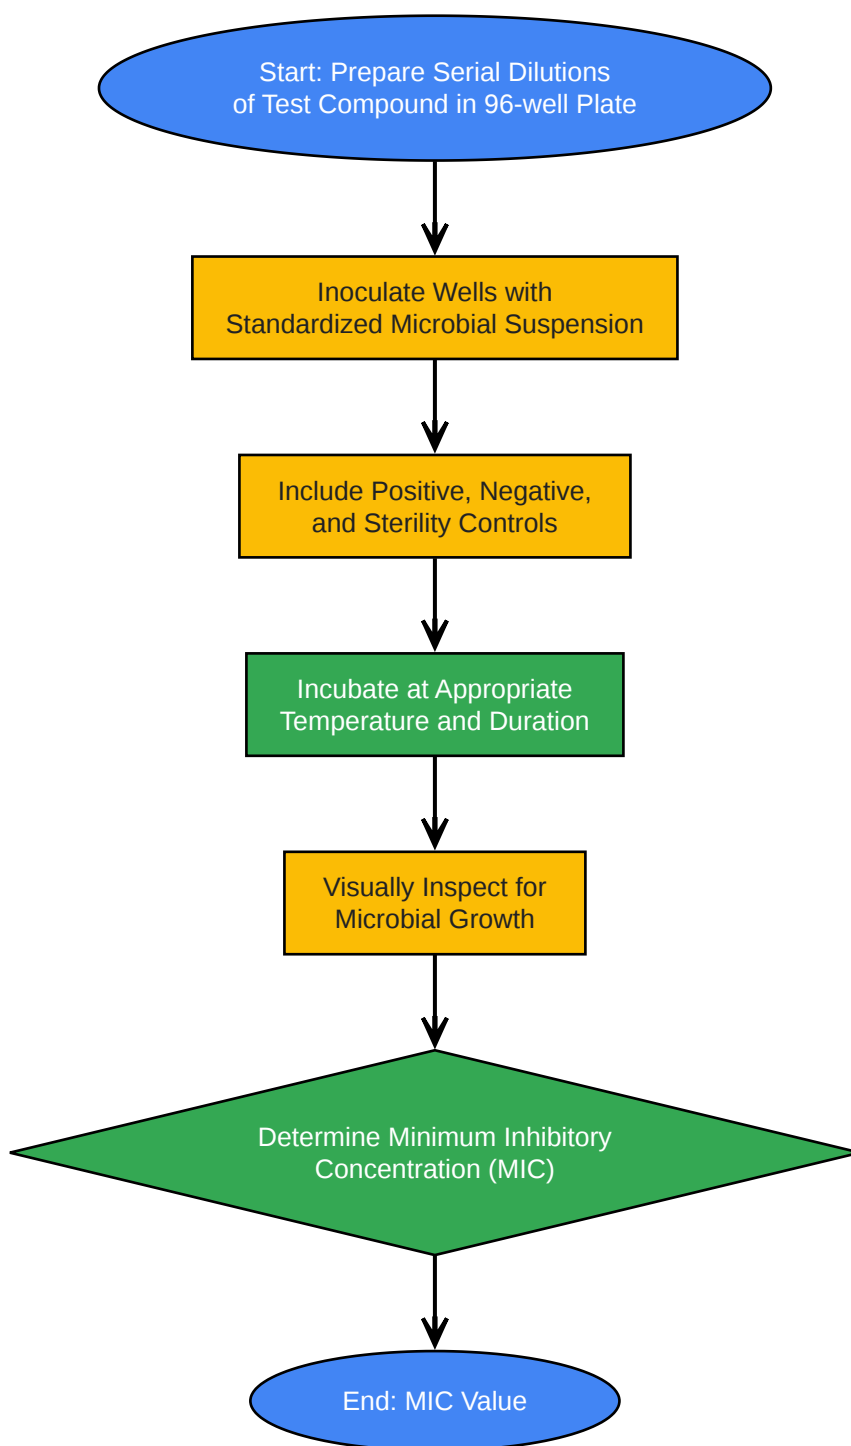 Start: Prepare Serial Dilutions
of Test Compound in 96-well Plate
Inoculate Wells with
Standardized Microbial Suspension
Include Positive, Negative,
and Sterility Controls
Incubate at Appropriate
Temperature and Duration
Visually Inspect for
Microbial Growth
Determine Minimum Inhibitory
Concentration (MIC)
End: MIC Value